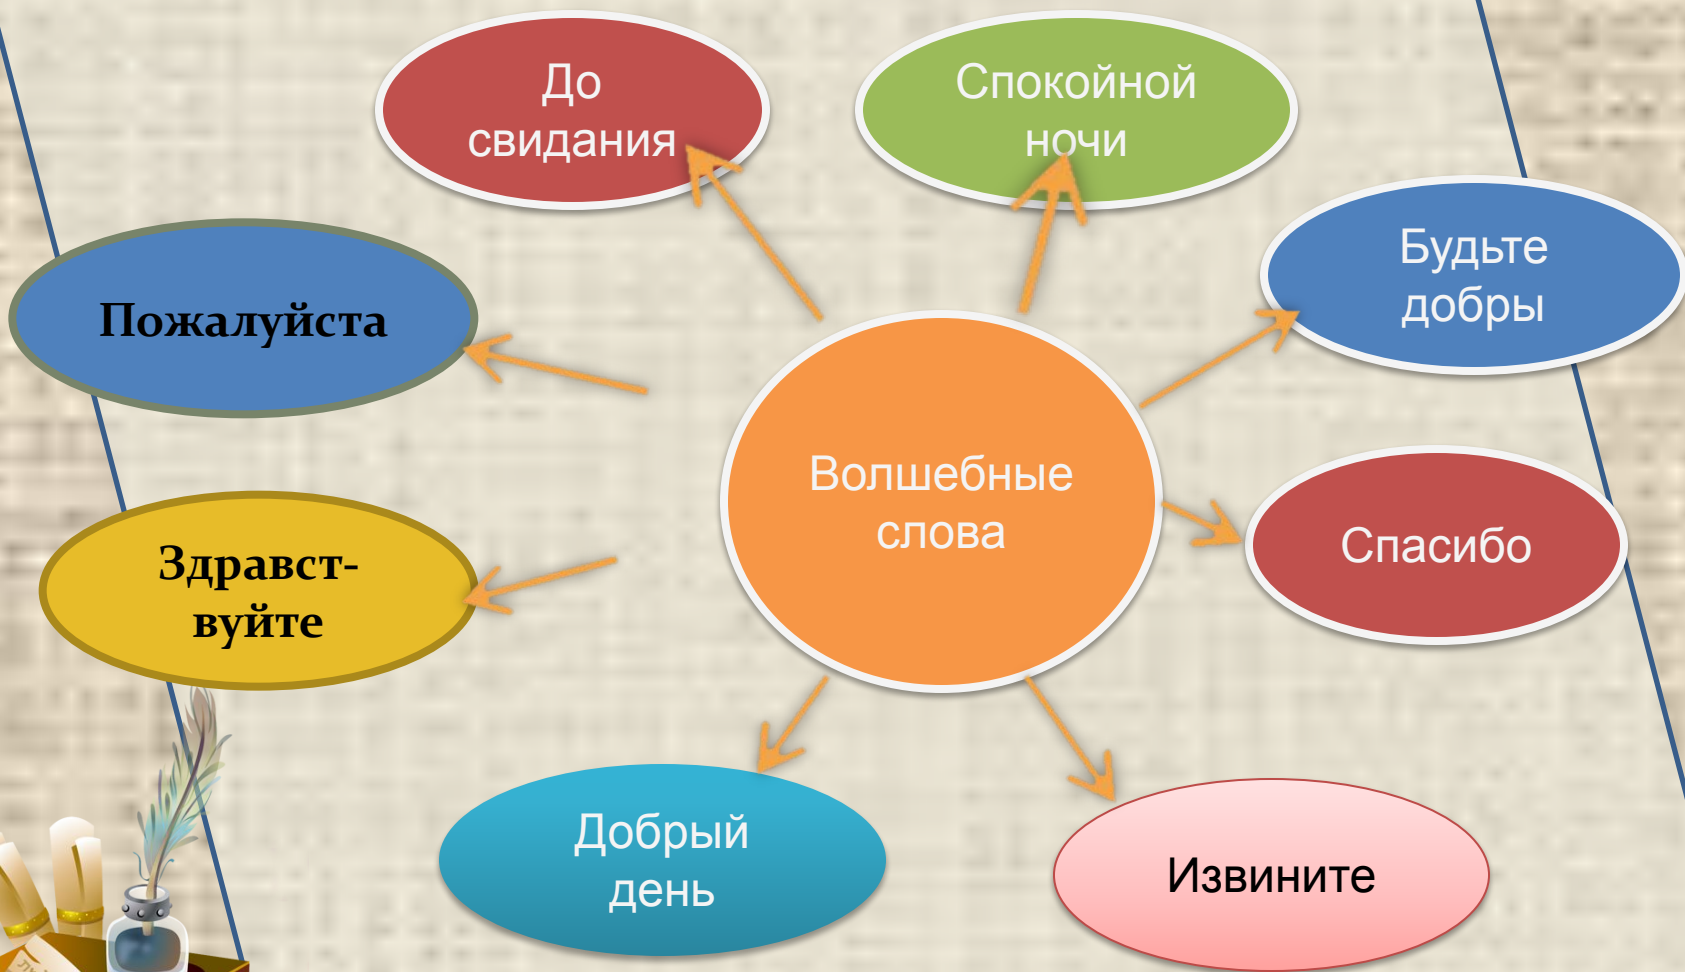 До
свидания
Спокойной
ночи
Будьте
добры
Пожалуйста
Волшебные
слова
Спасибо
Здравст-
вуйте
Добрый
день
Извините